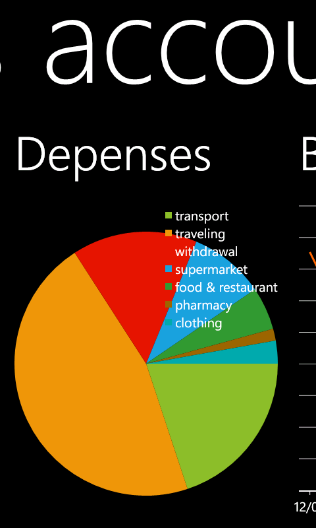 accou
Depenses
transport
traveling
withdrawal
supermarket
food & restaurant
pharmacy
clothing
12/0